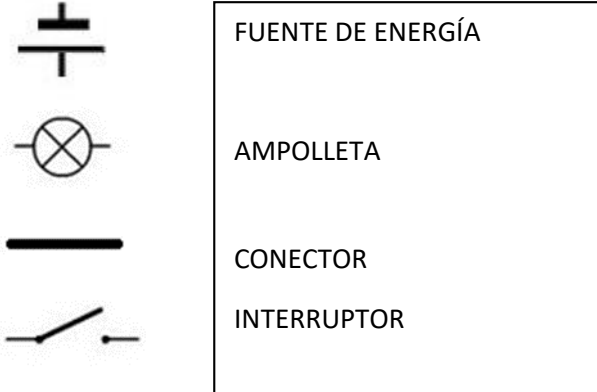 FUENTE DE ENERGÍA
AMPOLLETA
CONECTOR
INTERRUPTOR